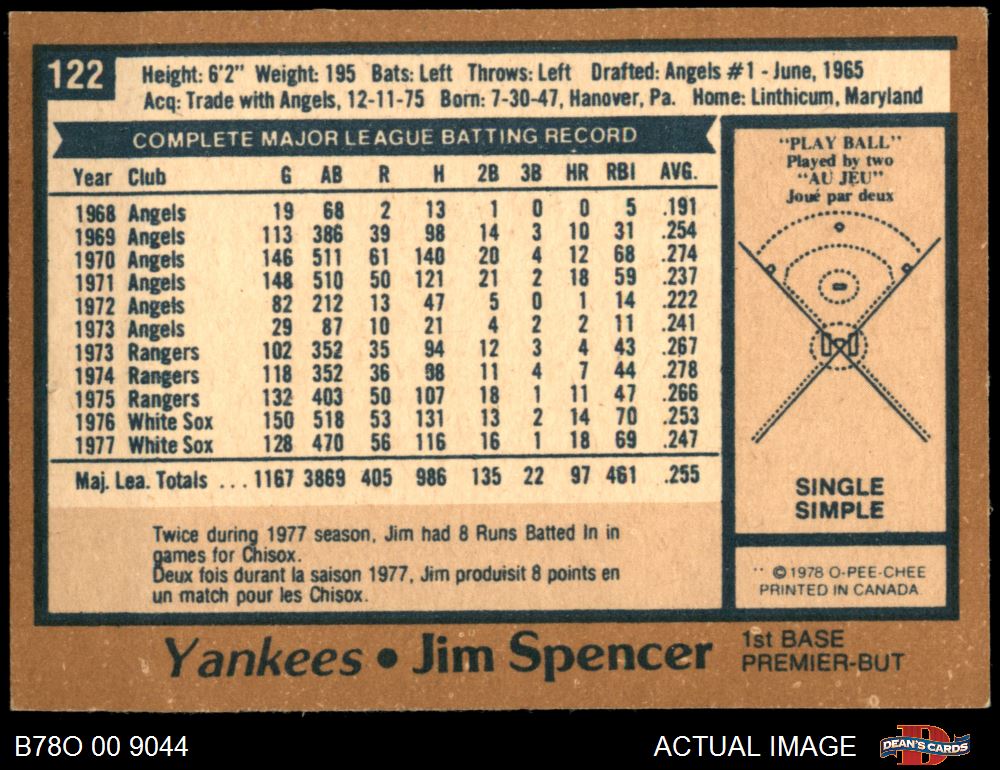 122
Height: 6'2" Weight: 195 Bats: Left Throws: Left Drafted: Angels #1 - June, 1965
Acq: Trade with Angels, 12-11-75 Born: 7-30-47, Hanover, Pa. Home: Linthicum, Maryland
COMPLETE MAJOR LEAGUE BATTING RECORD
Year Club G AB R H 2B 3B HR RBI AVG.
1968 Angels 19 68 2 13 1 0 0 5 .191
1969 Angels 113 386 39 98 14 3 10 31 .254
1970 Angels 146 511 61 140 20 4 12 68 .274
1971 Angels 148 510 50 121 21 2 18 59 .237
1972 Angels 82 212 13 47 5 0 1 14 .222
1973 Angels 29 87 10 21 4 2 2 11 .241
1973 Rangers 102 352 35 94 12 3 4 43 .267
1974 Rangers 118 352 36 98 11 4 7 44 .278
1975 Rangers 132 403 50 107 18 1 11 47 .266
1976 White Sox 150 518 53 131 13 2 14 70 .253
1977 White Sox 128 470 56 116 16 1 18 69 .247
Maj. Lea. Totals ... 1167 3869 405 986 135 22 97 461 .255
Twice during 1977 season, Jim had 8 Runs Batted In in
games for Chisox.
Deux fois durant la saison 1977, Jim produisit 8 points en
un match pour les Chisox.
"PLAY BALL"
Played by two
"AU JEU"
Joué par deux
SINGLE
SIMPLE
©1978 O-PEE-CHEE
PRINTED IN CANADA.
Yankees • Jim Spencer
1st BASE
PREMIER-BUT
B78O 00 9044
ACTUAL IMAGE
DEAN'S CARDS